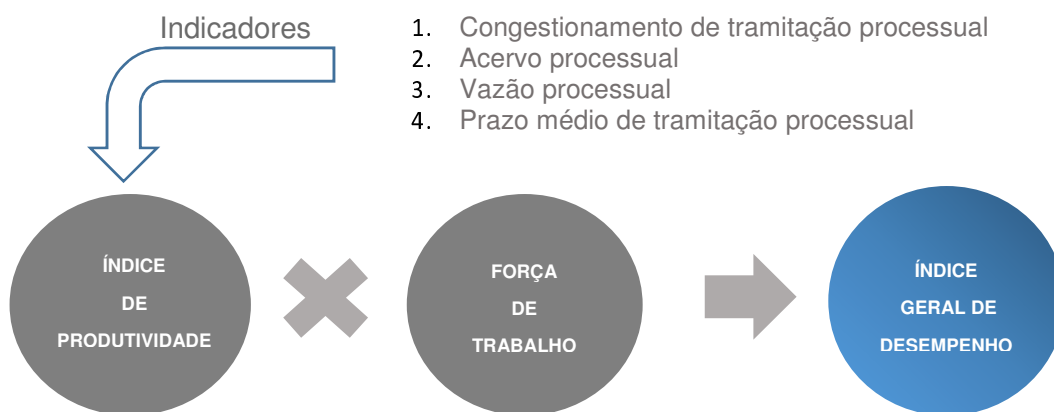 Indicadores
1. Congestionamento de tramitação processual
2. Acervo processual
3. Vazão processual
4. Prazo médio de tramitação processual
ÍNDICE
DE
PRODUTIVIDADE
FORÇA
DE
TRABALHO
ÍNDICE
GERAL DE
DESEMPENHO